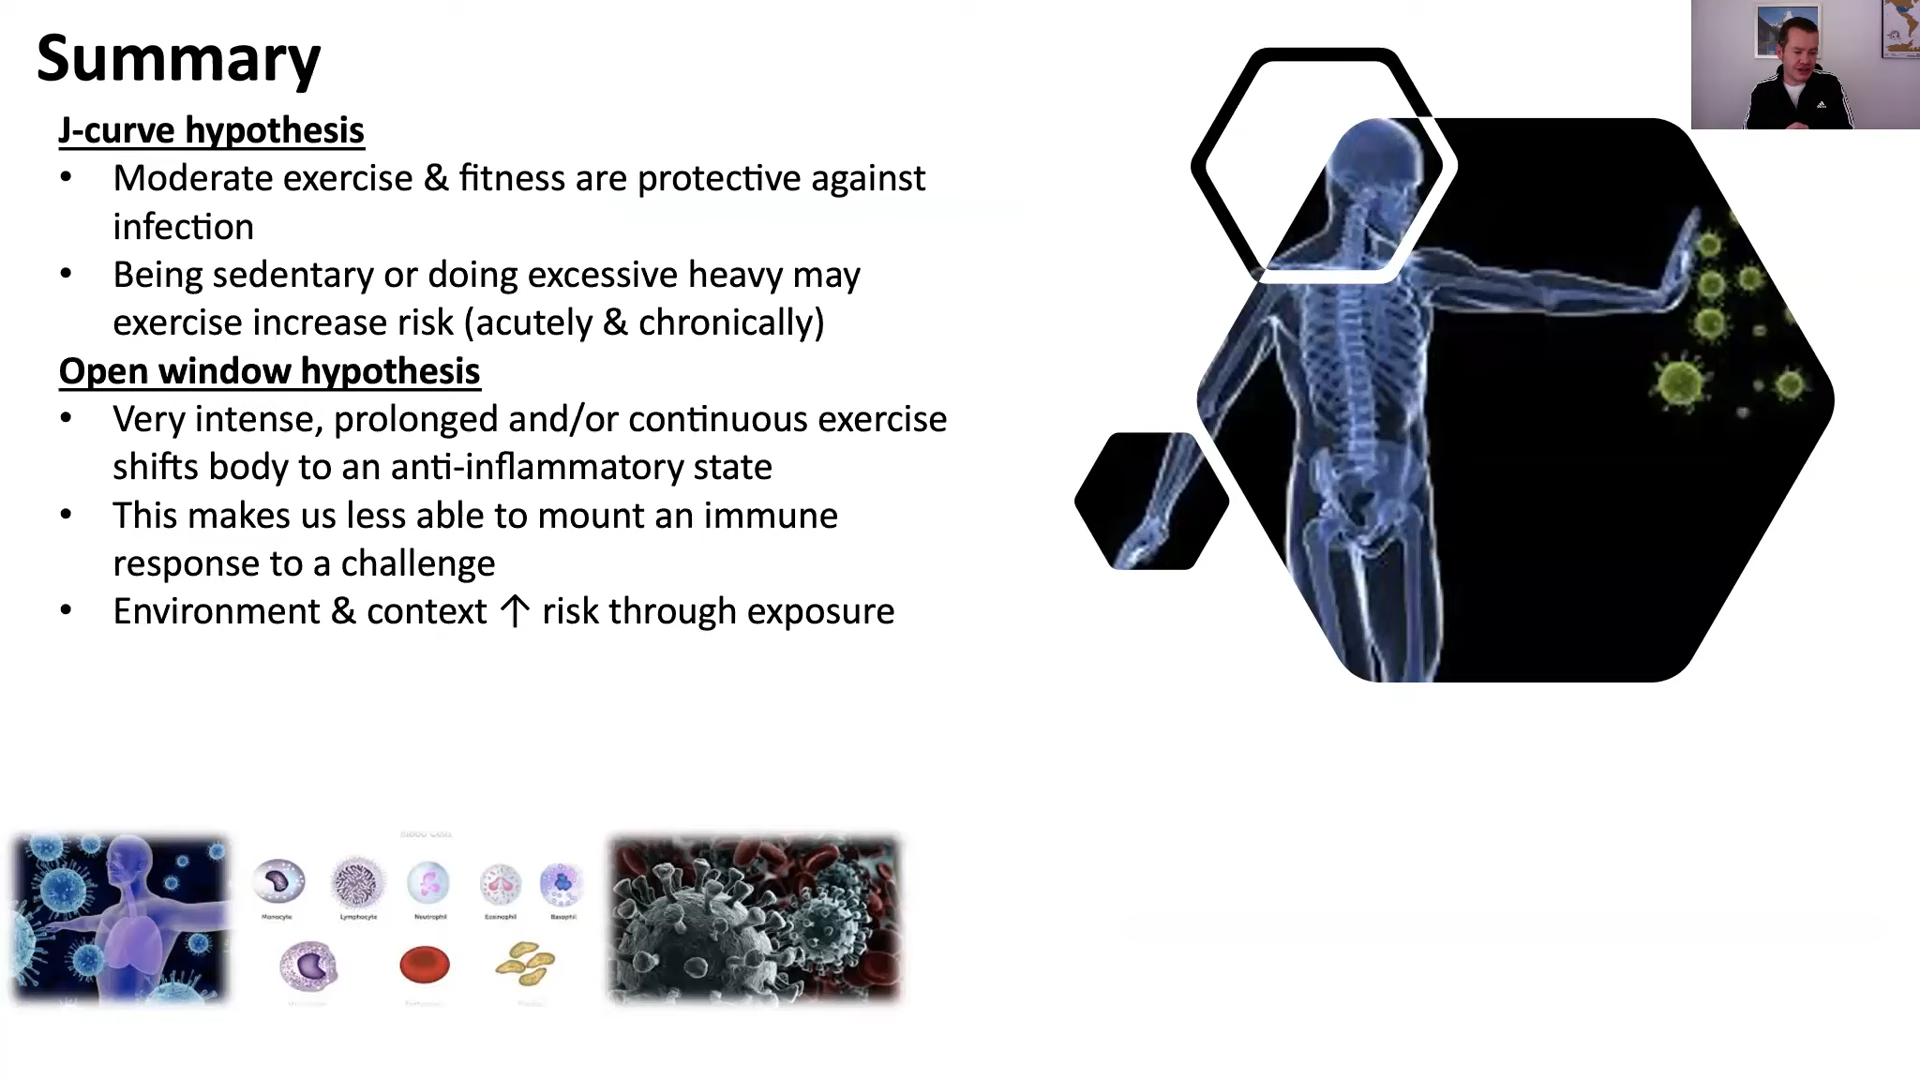 Summary
J-curve hypothesis
• Moderate exercise & fitness are protective against
infection
• Being sedentary or doing excessive heavy may
exercise increase risk (acutely & chronically)
Open window hypothesis
• Very intense, prolonged and/or continuous exercise
shifts body to an anti-inflammatory state
• This makes us less able to mount an immune
response to a challenge
• Environment & context ↑ risk through exposure
Blood Cells
Monocyte Lymphocyte Neutrophil Eosinophil Basophil